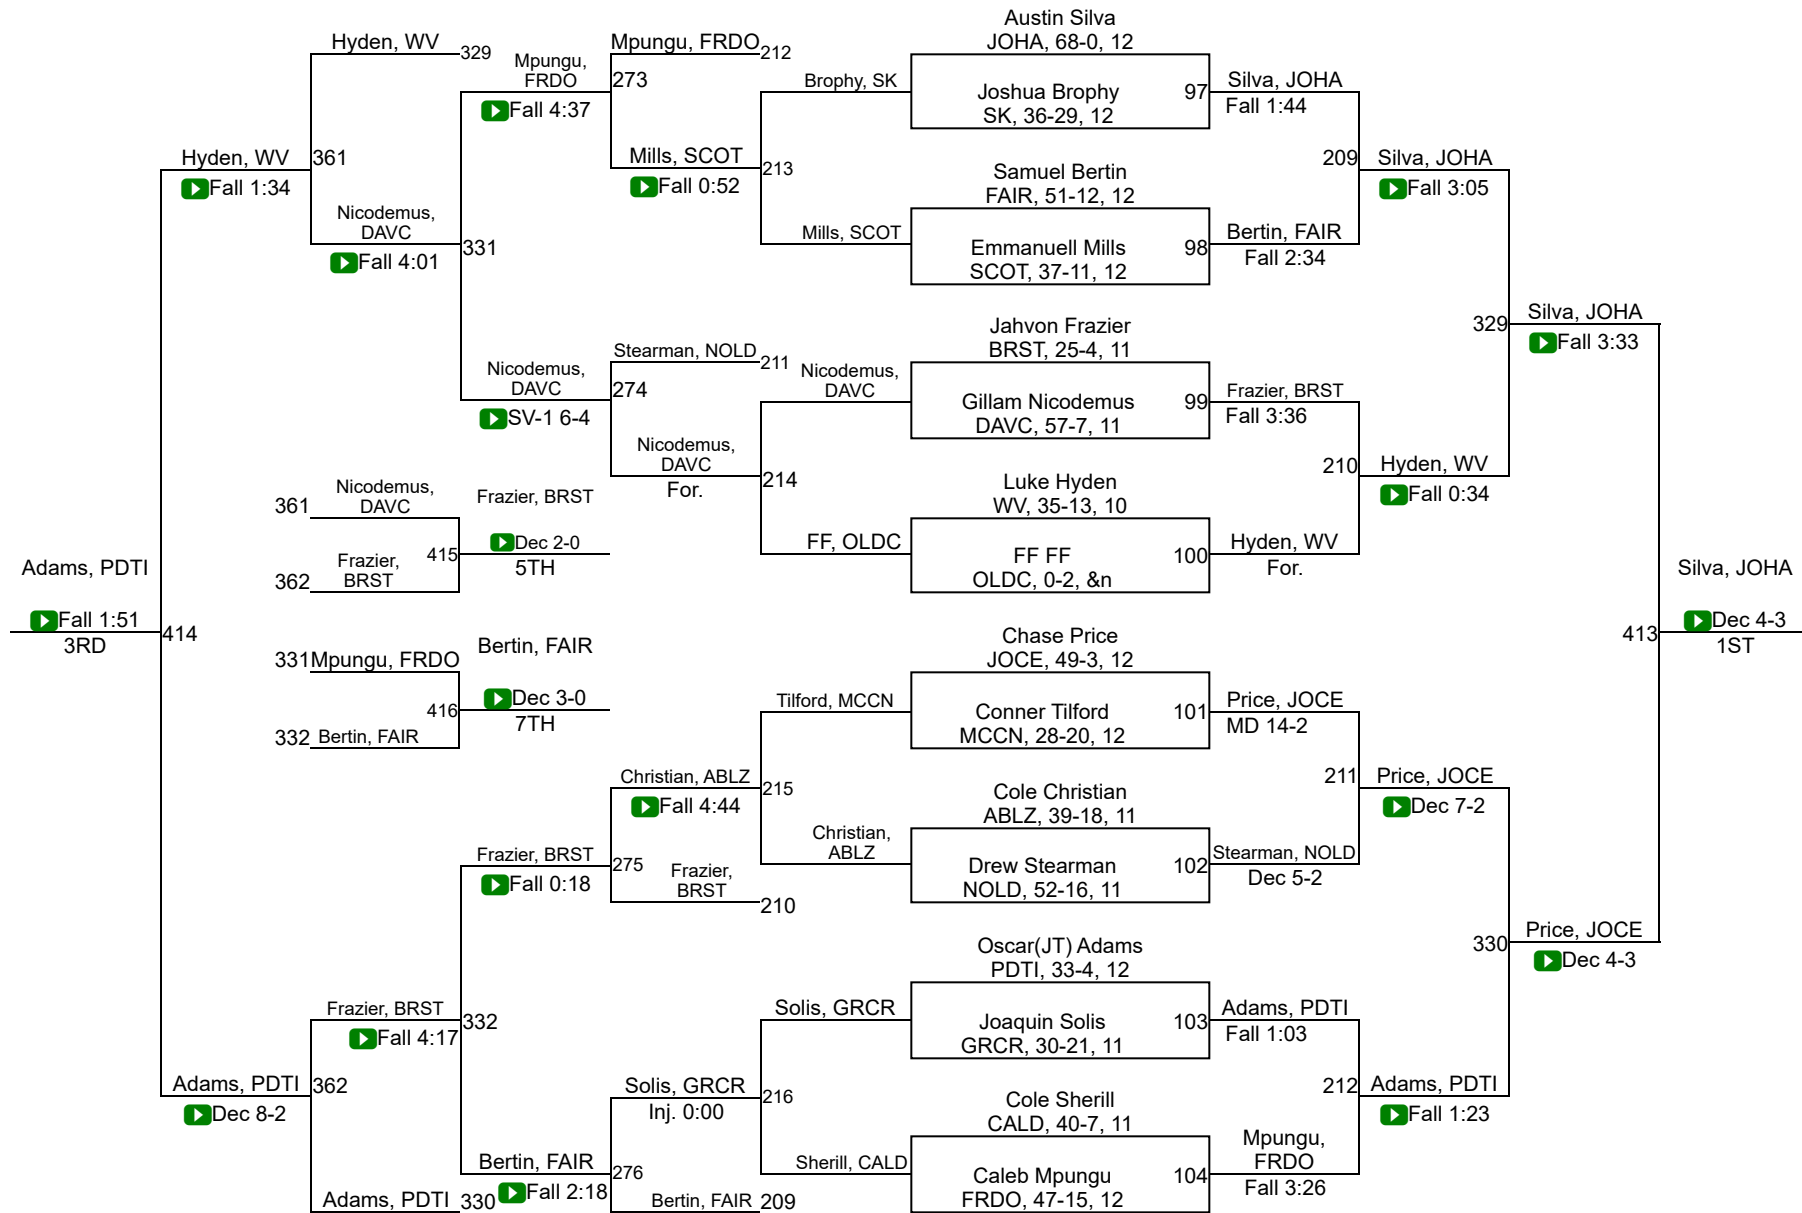 Hyden, WV
329
361
Hyden, WV
Fall 1:34
Nicodemus,
DAVC
Fall 4:01
331
Mpungu,
FRDO
Fall 4:37
273
Mpungu, FRDO
212
Mills, SCOT
Fall 0:52
213
Brophy, SK
Mills, SCOT
Nicodemus,
DAVC
SV-1 6-4
274
Stearman, NOLD
211
Nicodemus,
DAVC
For.
214
Nicodemus,
DAVC
FF, OLDC
361
Nicodemus,
DAVC
362
Frazier,
BRST
415
Frazier, BRST
Dec 2-0
5TH
Adams, PDTI
Fall 1:51
3RD
414
331
Mpungu, FRDO
332
Bertin, FAIR
416
Bertin, FAIR
Dec 3-0
7TH
Tilford, MCCN
Christian, ABLZ
Fall 4:44
215
Christian,
ABLZ
Frazier, BRST
Fall 0:18
275
Frazier,
BRST
210
Frazier, BRST
Fall 4:17
332
Adams, PDTI
Dec 8-2
362
Adams, PDTI
330
Bertin, FAIR
Fall 2:18
276
Solis, GRCR
Inj. 0:00
216
Solis, GRCR
Sherill, CALD
Bertin, FAIR
209
Austin Silva
JOHA, 68-0, 12
Joshua Brophy
SK, 36-29, 12
97
Silva, JOHA
Fall 1:44
Samuel Bertin
FAIR, 51-12, 12
Emmanuell Mills
SCOT, 37-11, 12
98
Bertin, FAIR
Fall 2:34
209
Silva, JOHA
Fall 3:05
Jahvon Frazier
BRST, 25-4, 11
Gillam Nicodemus
DAVC, 57-7, 11
99
Frazier, BRST
Fall 3:36
Luke Hyden
WV, 35-13, 10
FF FF
OLDC, 0-2, &n
100
Hyden, WV
For.
210
Hyden, WV
Fall 0:34
329
Silva, JOHA
Fall 3:33
Chase Price
JOCE, 49-3, 12
Conner Tilford
MCCN, 28-20, 12
101
Price, JOCE
MD 14-2
Cole Christian
ABLZ, 39-18, 11
Drew Stearman
NOLD, 52-16, 11
102
Stearman, NOLD
Dec 5-2
211
Price, JOCE
Dec 7-2
Oscar(JT) Adams
PDTI, 33-4, 12
Joaquin Solis
GRCR, 30-21, 11
103
Adams, PDTI
Fall 1:03
Cole Sherill
CALD, 40-7, 11
Caleb Mpungu
FRDO, 47-15, 12
104
Mpungu,
FRDO
Fall 3:26
212
Adams, PDTI
Fall 1:23
330
Price, JOCE
Dec 4-3
413
Silva, JOHA
Dec 4-3
1ST